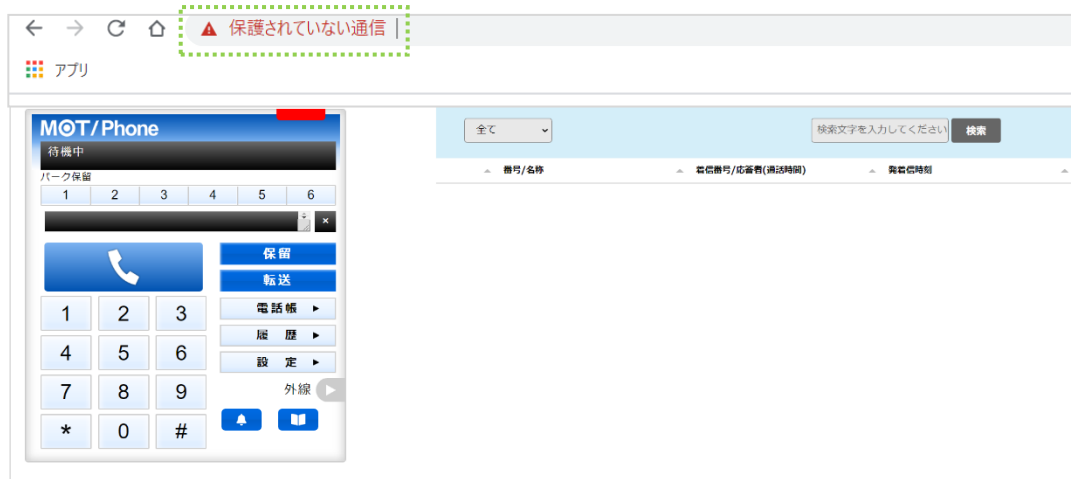 保護されていない通信
アプリ
MOT/Phone
待機中
パーク保留
1 2 3 4 5 6
×
保留
転送
1 2 3
電話帳
履 歴
4 5 6
設 定
7 8 9
外線
* 0 #
全て
検索文字を入力してください 検索
番号/名称 着信番号/応答者(通話時間) 発着信時刻